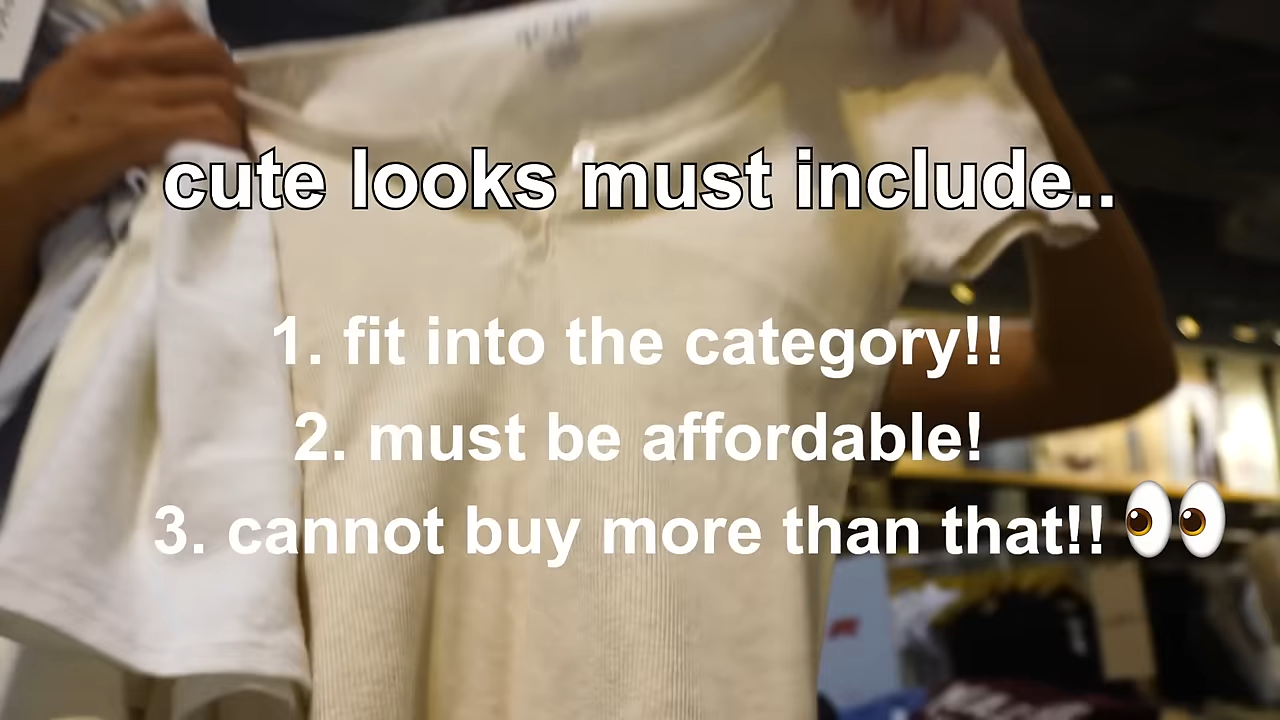 cute looks must include..
1. fit into the category!!
2. must be affordable!
3. cannot buy more than that!! 👀